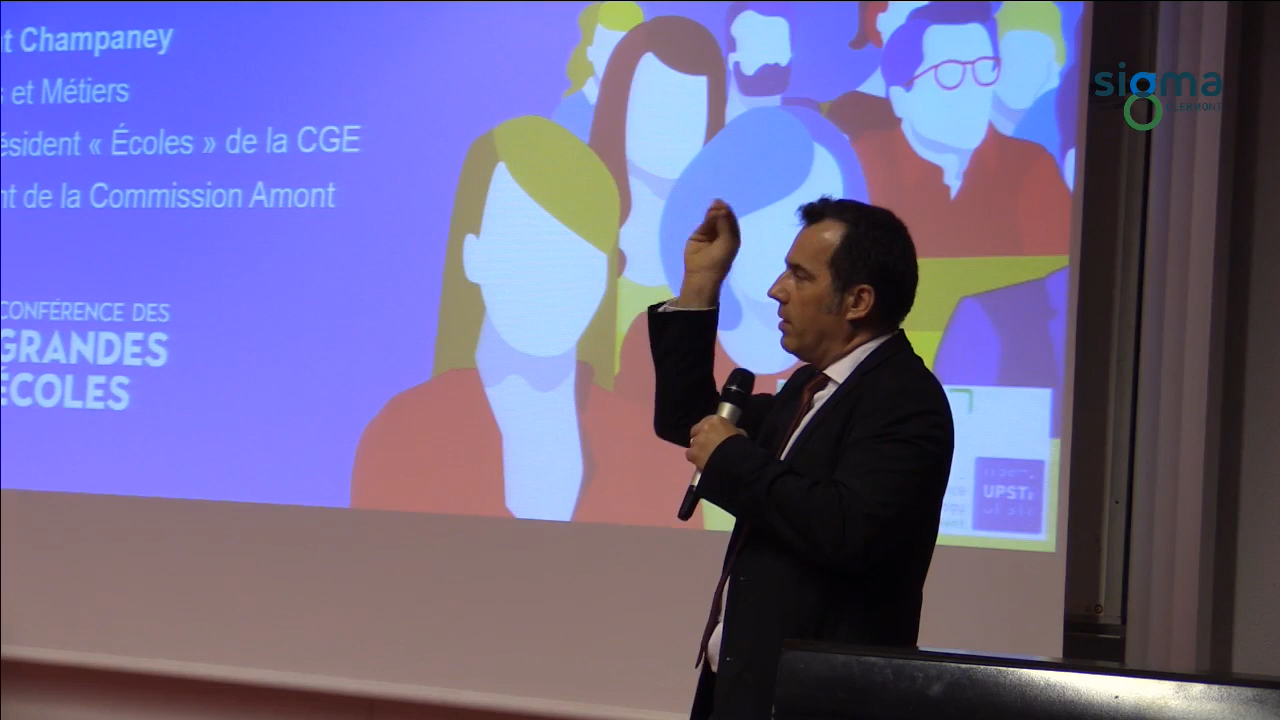 t Champaney
et Métiers
ésident « Écoles » de la CGE
nt de la Commission Amont
CONFÉRENCE DES
GRANDES
ÉCOLES
sigma
CLERMONT
UPSTI